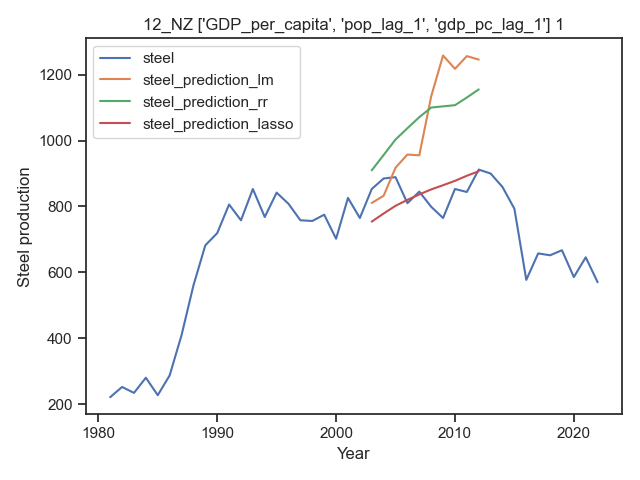 12_NZ ['GDP_per_capita', 'pop_lag_1', 'gdp_pc_lag_1'] 1
steel
steel_prediction_lm
steel_prediction_rr
steel_prediction_lasso
Steel production
1200
1000
800
600
400
200
1980
1990
2000
2010
2020
Year